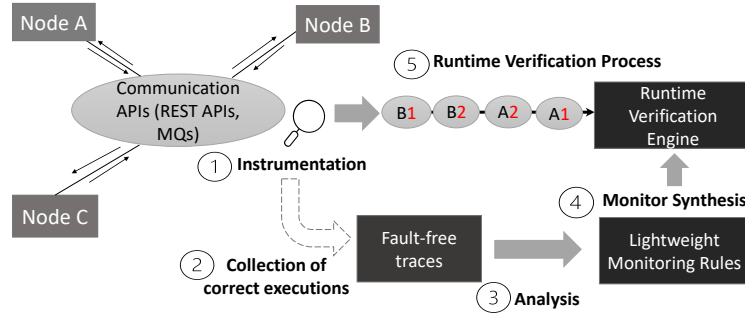 Node A
Node B
Communication
APIs (REST APIs,
MQs)
Node C
1 Instrumentation
5 Runtime Verification Process
B1 B2 A2 A1
Runtime
Verification
Engine
4 Monitor Synthesis
2 Collection of
correct executions
Fault-free
traces
3 Analysis
Lightweight
Monitoring Rules